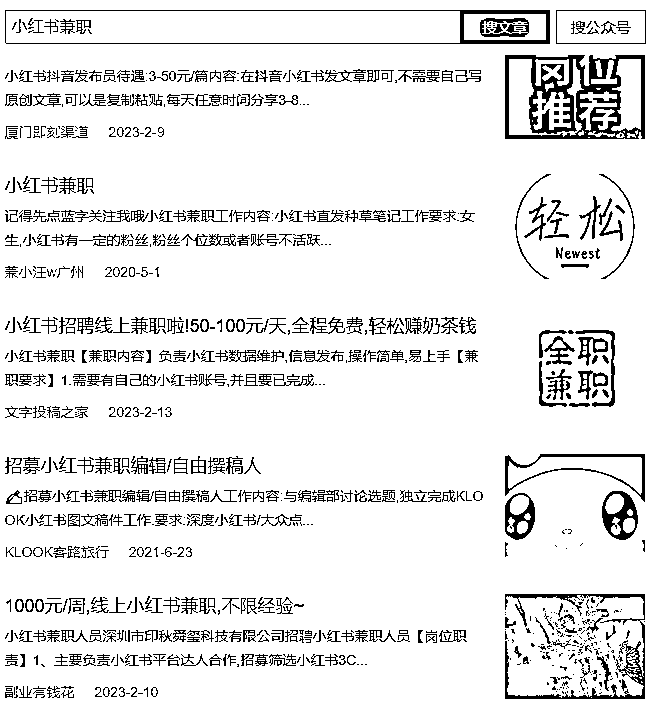 小红书兼职
搜文章
搜公众号
小红书抖音发布员待遇:3-50元/篇内容:在抖音小红书发文章即可,不需要自己写
原创文章,可以是复制粘贴,每天任意时间分享3-8...
厦门即刻渠道 2023-2-9
岗位
推荐
小红书兼职
记得先点蓝字关注我哦小红书兼职工作内容:小红书直发种草笔记工作要求:女
生,小红书有一定的粉丝,粉丝个位数或者账号不活跃...
兼小汪w广州 2020-5-1
轻松
Newest
小红书招聘线上兼职啦!50-100元/天,全程免费,轻松赚奶茶钱
小红书兼职【兼职内容】负责小红书数据维护,信息发布,操作简单,易上手【兼
职要求】1.需要有自己的小红书账号,并且要已完成...
文字投稿之家 2023-2-13
全职
兼职
招募小红书兼职编辑/自由撰稿人
✍招募小红书兼职编辑/自由撰稿人工作内容:与编辑部讨论选题,独立完成KLO
OK小红书图文稿件工作.要求:深度小红书/大众点...
KLOOK客路旅行 2021-6-23
1000元/周,线上小红书兼职,不限经验~
小红书兼职人员深圳市印秋舜玺科技有限公司招聘小红书兼职人员【岗位职
责】1、主要负责小红书平台达人合作,招募筛选小红书3C...
副业有钱花 2023-2-10